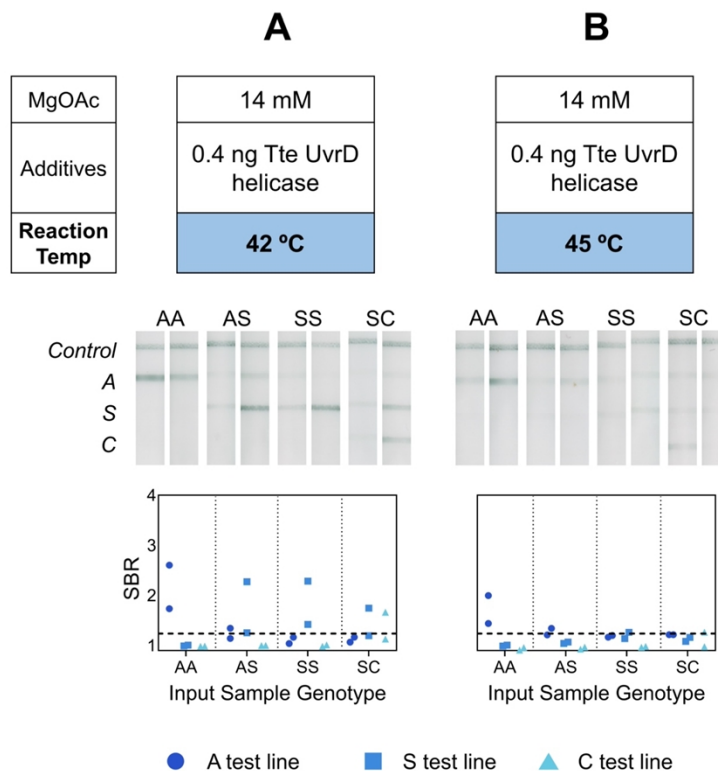 A B
MgOAc 14 mM 14 mM
Additives 0.4 ng Tte UvrD helicase 0.4 ng Tte UvrD helicase
Reaction Temp 42 ºC 45 ºC
AA AS SS SC AA AS SS SC
Control
A
S
C
4
3
2
1
SBR
AA AS SS SC AA AS SS SC
Input Sample Genotype Input Sample Genotype
A test line S test line C test line